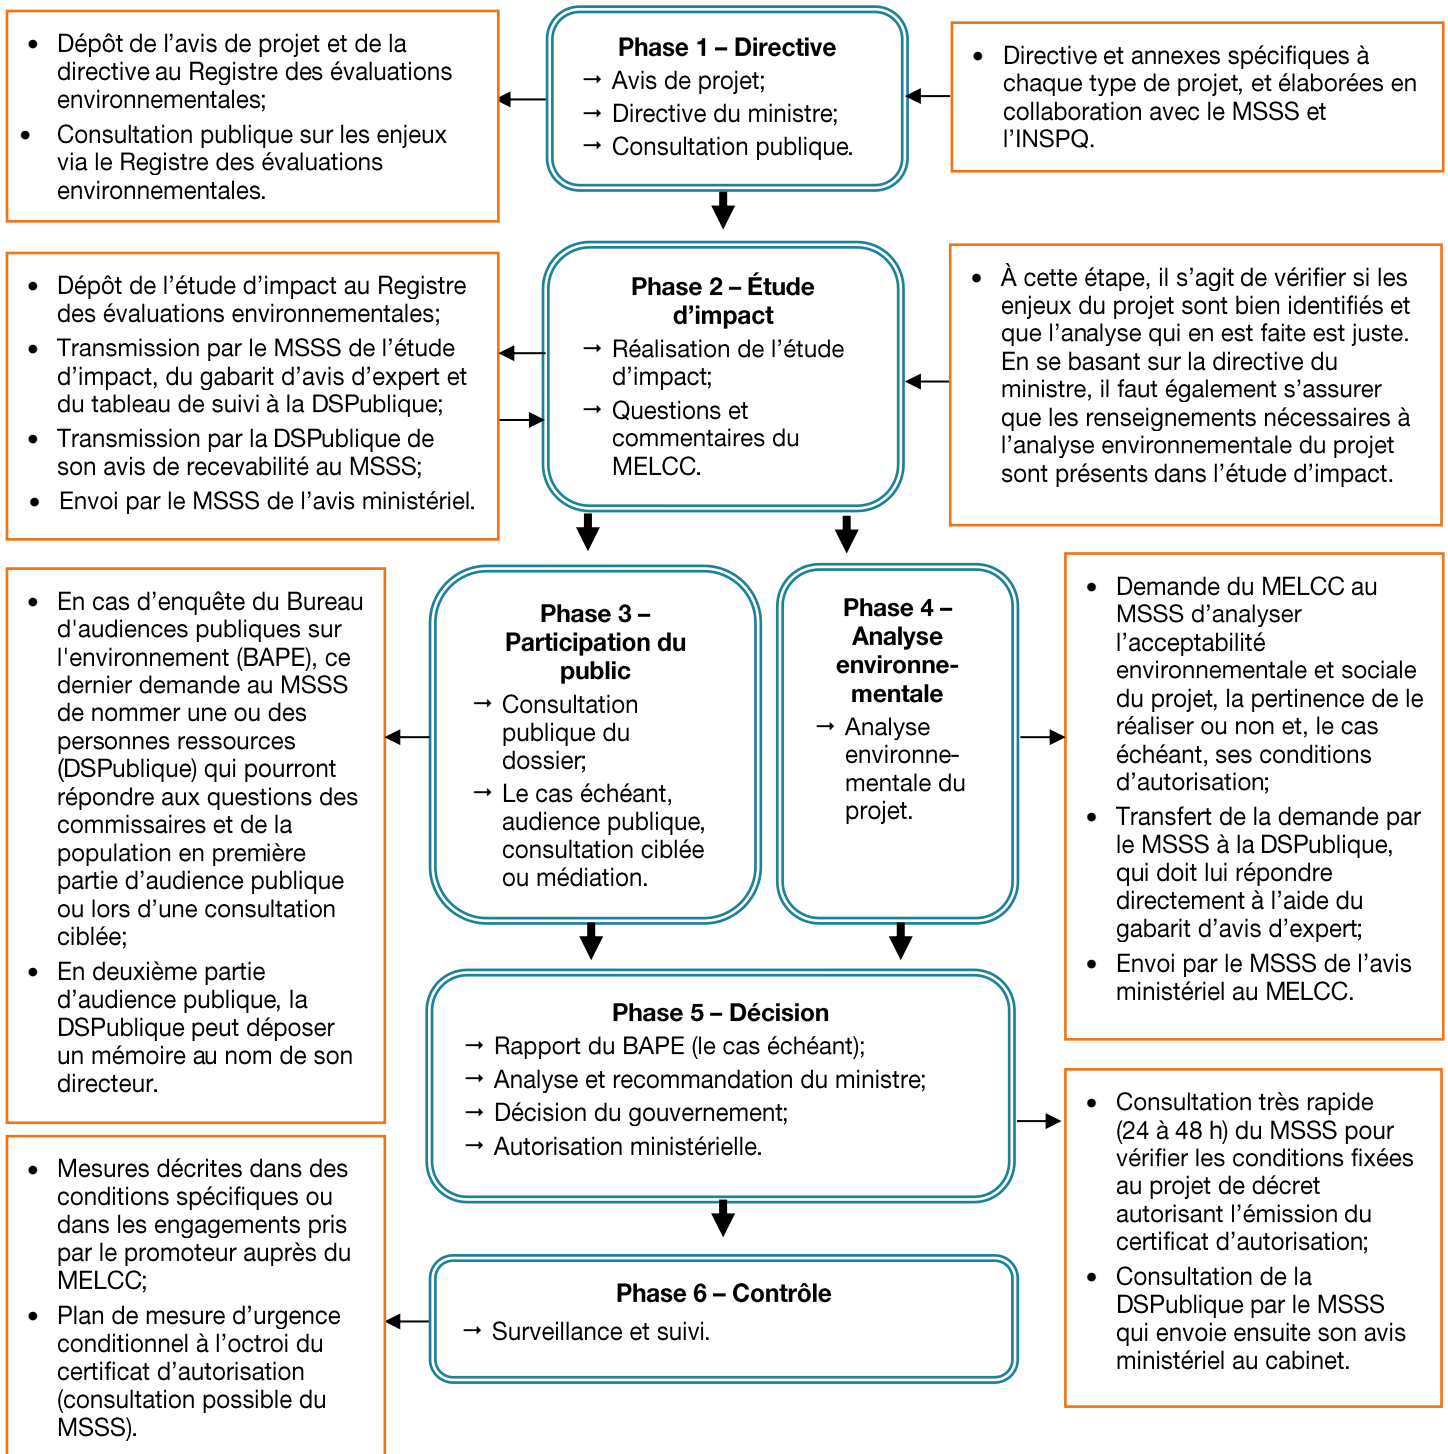 • Dépôt de l’avis de projet et de la
directive au Registre des évaluations
environnementales;
• Consultation publique sur les enjeux
via le Registre des évaluations
environnementales.
Phase 1 – Directive
→ Avis de projet;
→ Directive du ministre;
→ Consultation publique.
• Directive et annexes spécifiques à
chaque type de projet, et élaborées en
collaboration avec le MSSS et
l’INSPQ.
• Dépôt de l’étude d’impact au Registre
des évaluations environnementales;
• Transmission par le MSSS de l’étude
d’impact, du gabarit d’avis d’expert et
du tableau de suivi à la DSPublique;
• Transmission par la DSPublique de
son avis de recevabilité au MSSS;
• Envoi par le MSSS de l’avis ministériel.
Phase 2 – Étude
d’impact
→ Réalisation de l’étude
d’impact;
→ Questions et
commentaires du
MELCC.
• À cette étape, il s’agit de vérifier si les
enjeux du projet sont bien identifiés et
que l’analyse qui en est faite est juste.
En se basant sur la directive du
ministre, il faut également s’assurer
que les renseignements nécessaires à
l’analyse environnementale du projet
sont présents dans l’étude d’impact.
• En cas d’enquête du Bureau
d'audiences publiques sur
l'environnement (BAPE), ce
dernier demande au MSSS
de nommer une ou des
personnes ressources
(DSPublique) qui pourront
répondre aux questions des
commissaires et de la
population en première
partie d’audience publique
ou lors d’une consultation
ciblée;
• En deuxième partie
d’audience publique, la
DSPublique peut déposer
un mémoire au nom de son
directeur.
Phase 3 –
Participation du
public
→ Consultation
publique du
dossier;
→ Le cas échéant,
audience publique,
consultation ciblée
ou médiation.
Phase 4 –
Analyse
environne-
mentale
→ Analyse
environne-
mentale du
projet.
• Demande du MELCC au
MSSS d’analyser
l’acceptabilité
environnementale et sociale
du projet, la pertinence de le
réaliser ou non et, le cas
échéant, ses conditions
d’autorisation;
• Transfert de la demande par
le MSSS à la DSPublique,
qui doit lui répondre
directement à l’aide du
gabarit d’avis d’expert;
• Envoi par le MSSS de l’avis
ministériel au MELCC.
Phase 5 – Décision
→ Rapport du BAPE (le cas échéant);
→ Analyse et recommandation du ministre;
→ Décision du gouvernement;
→ Autorisation ministérielle.
• Consultation très rapide
(24 à 48 h) du MSSS pour
vérifier les conditions fixées
au projet de décret
autorisant l’émission du
certificat d’autorisation;
• Consultation de la
DSPublique par le MSSS
qui envoie ensuite son avis
ministériel au cabinet.
• Mesures décrites dans des
conditions spécifiques ou
dans les engagements pris
par le promoteur auprès du
MELCC;
• Plan de mesure d’urgence
conditionnel à l’octroi du
certificat d’autorisation
(consultation possible du
MSSS).
Phase 6 – Contrôle
→ Surveillance et suivi.